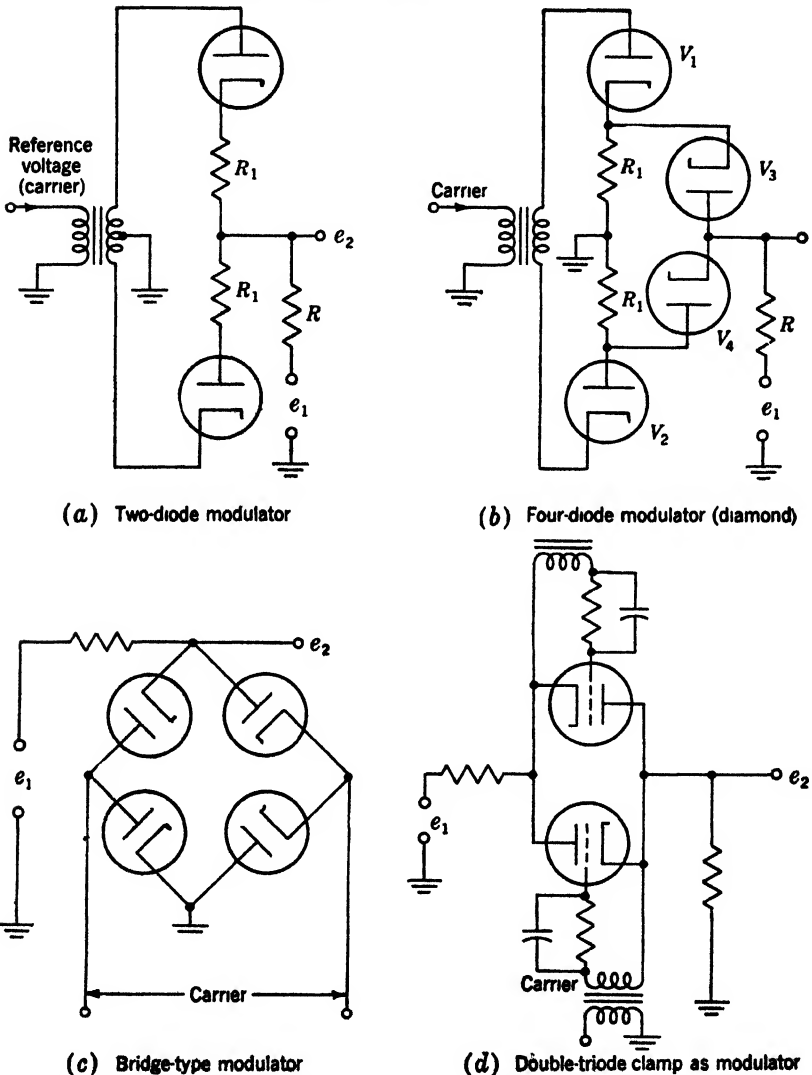 Reference
voltage
(carrier)
R₁
R₁
e₂
R
e₁
(a) Two-diode modulator
Carrier
V₁
R₁
V₃
R₁
V₄
R
e₁
V₂
(b) Four-diode modulator (diamond)
e₂
e₁
Carrier
(c) Bridge-type modulator
e₂
e₁
Carrier
(d) Double-triode clamp as modulator